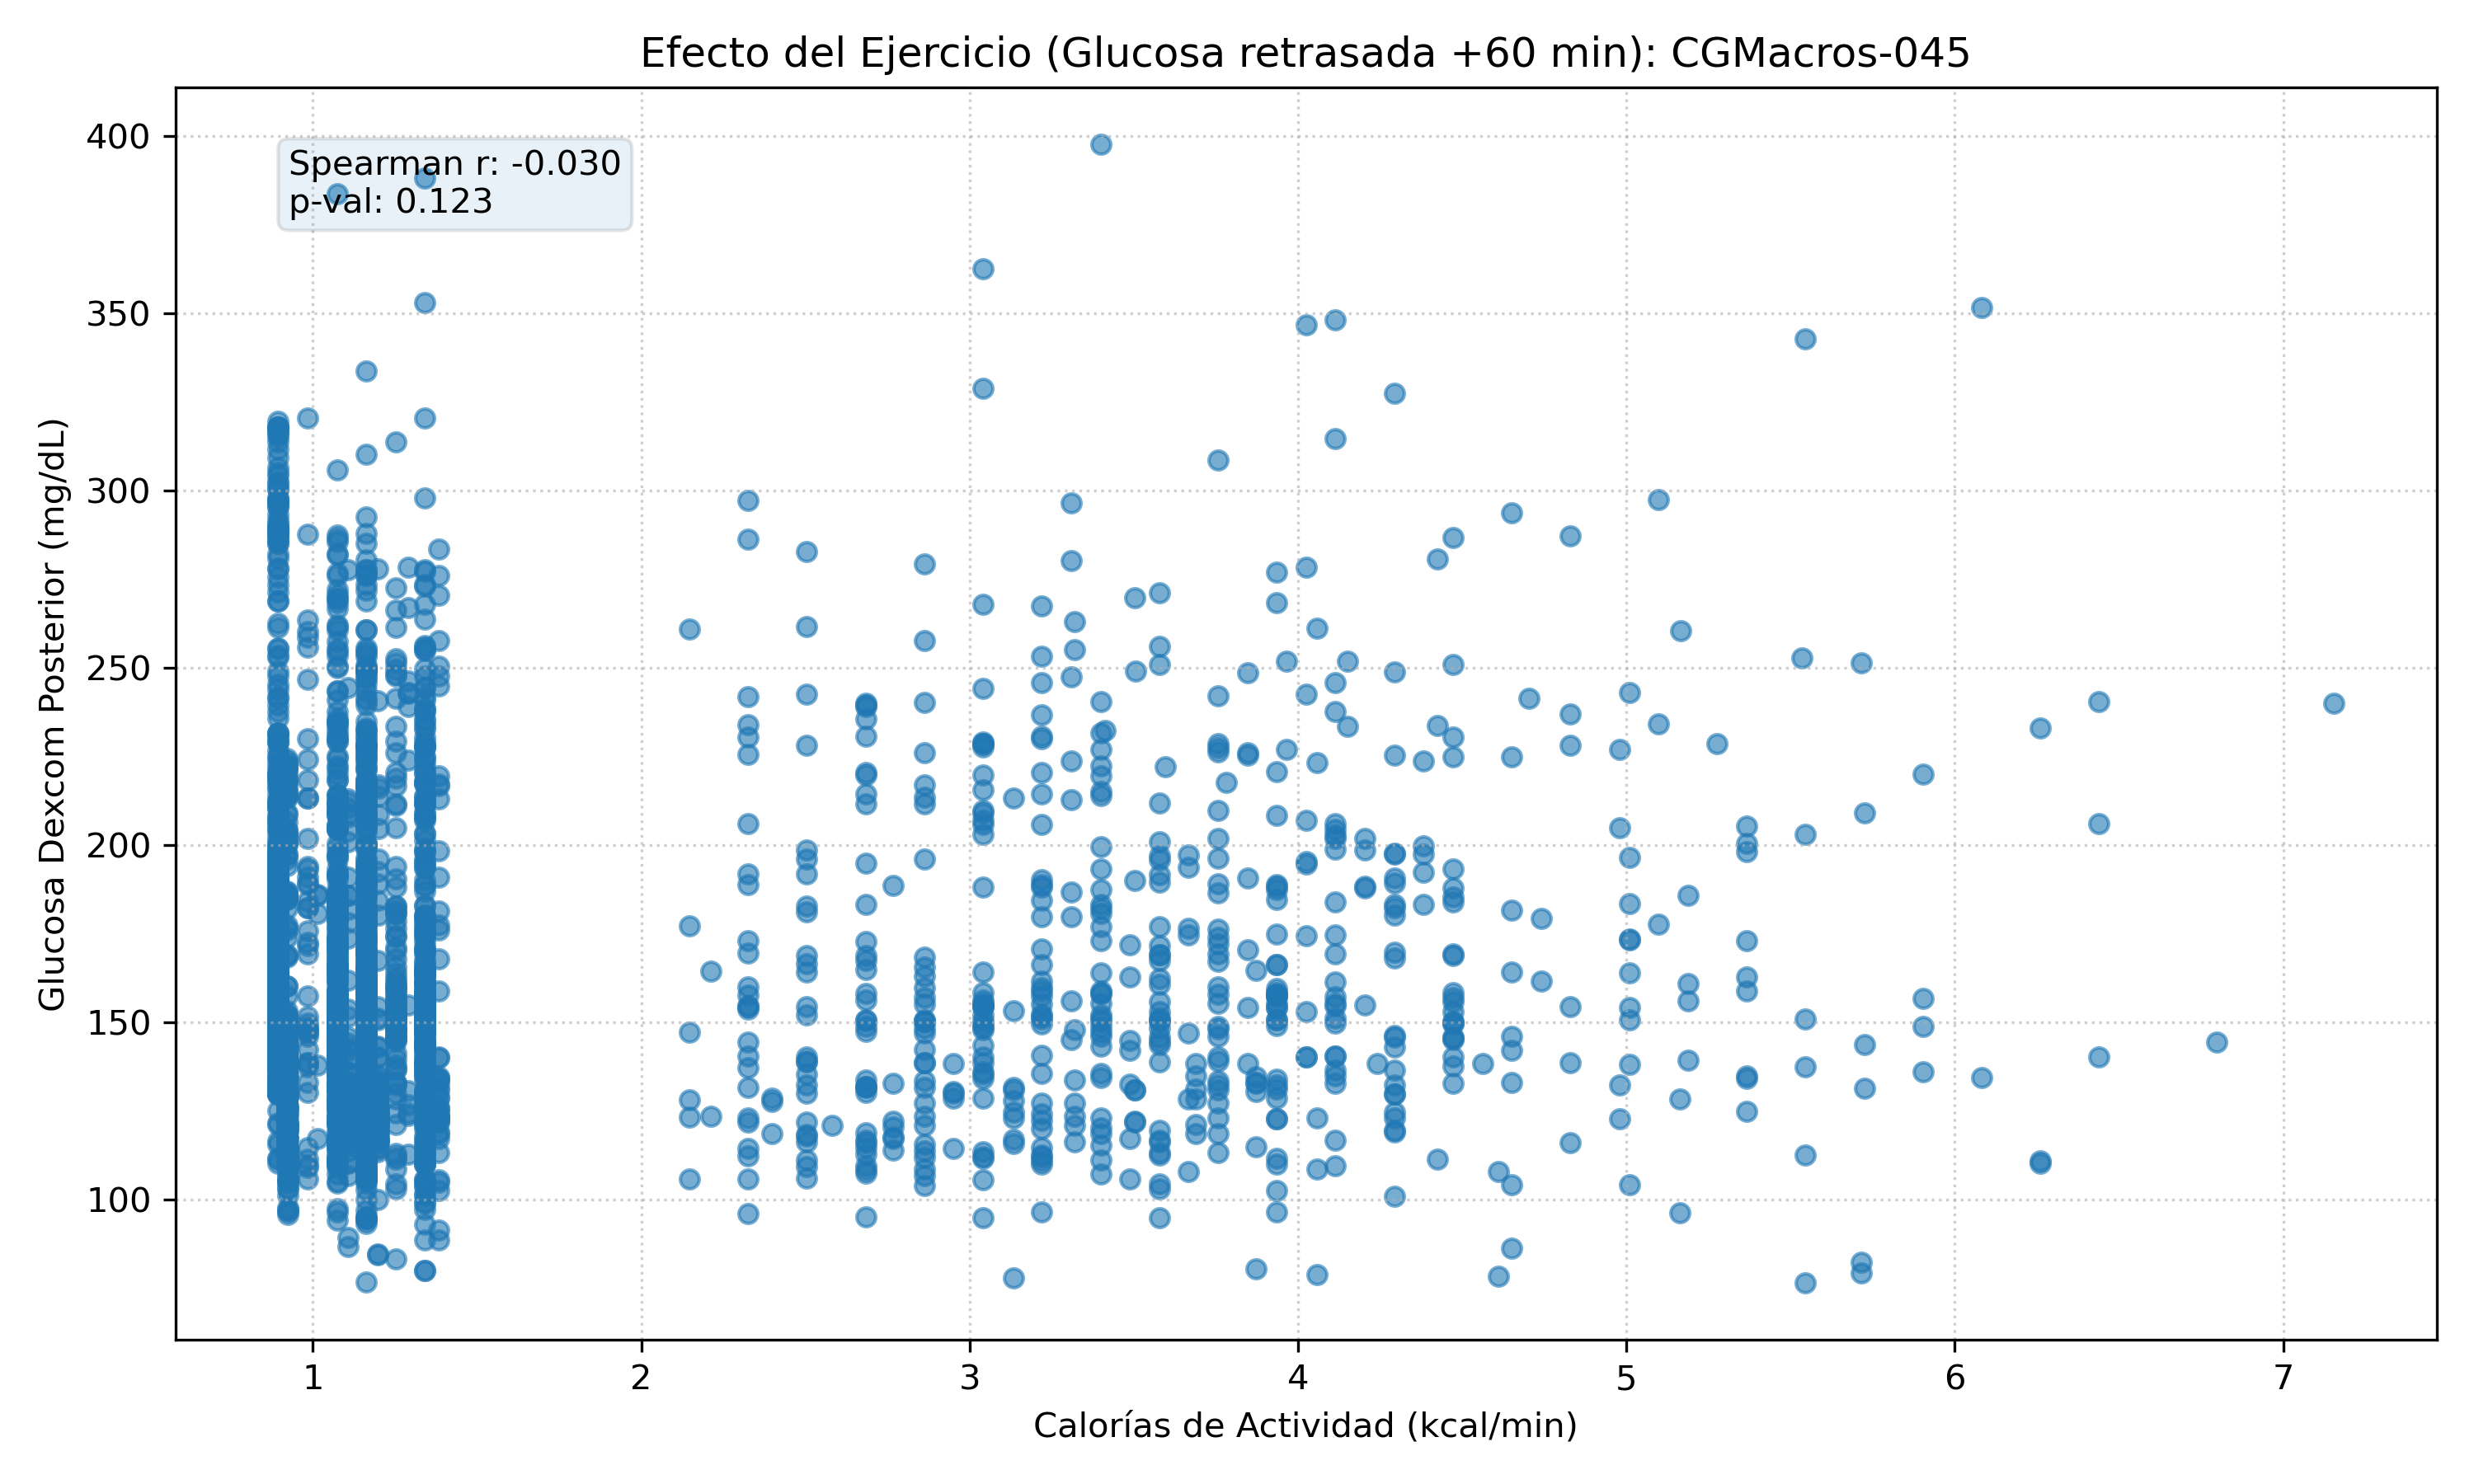 Efecto del Ejercicio (Glucosa retrasada +60 min): CGMacros-045
Spearman r: -0.030
p-val: 0.123
Glucosa Dexcom Posterior (mg/dL)
400
350
300
250
200
150
100
1 2 3 4 5 6 7
Calorías de Actividad (kcal/min)